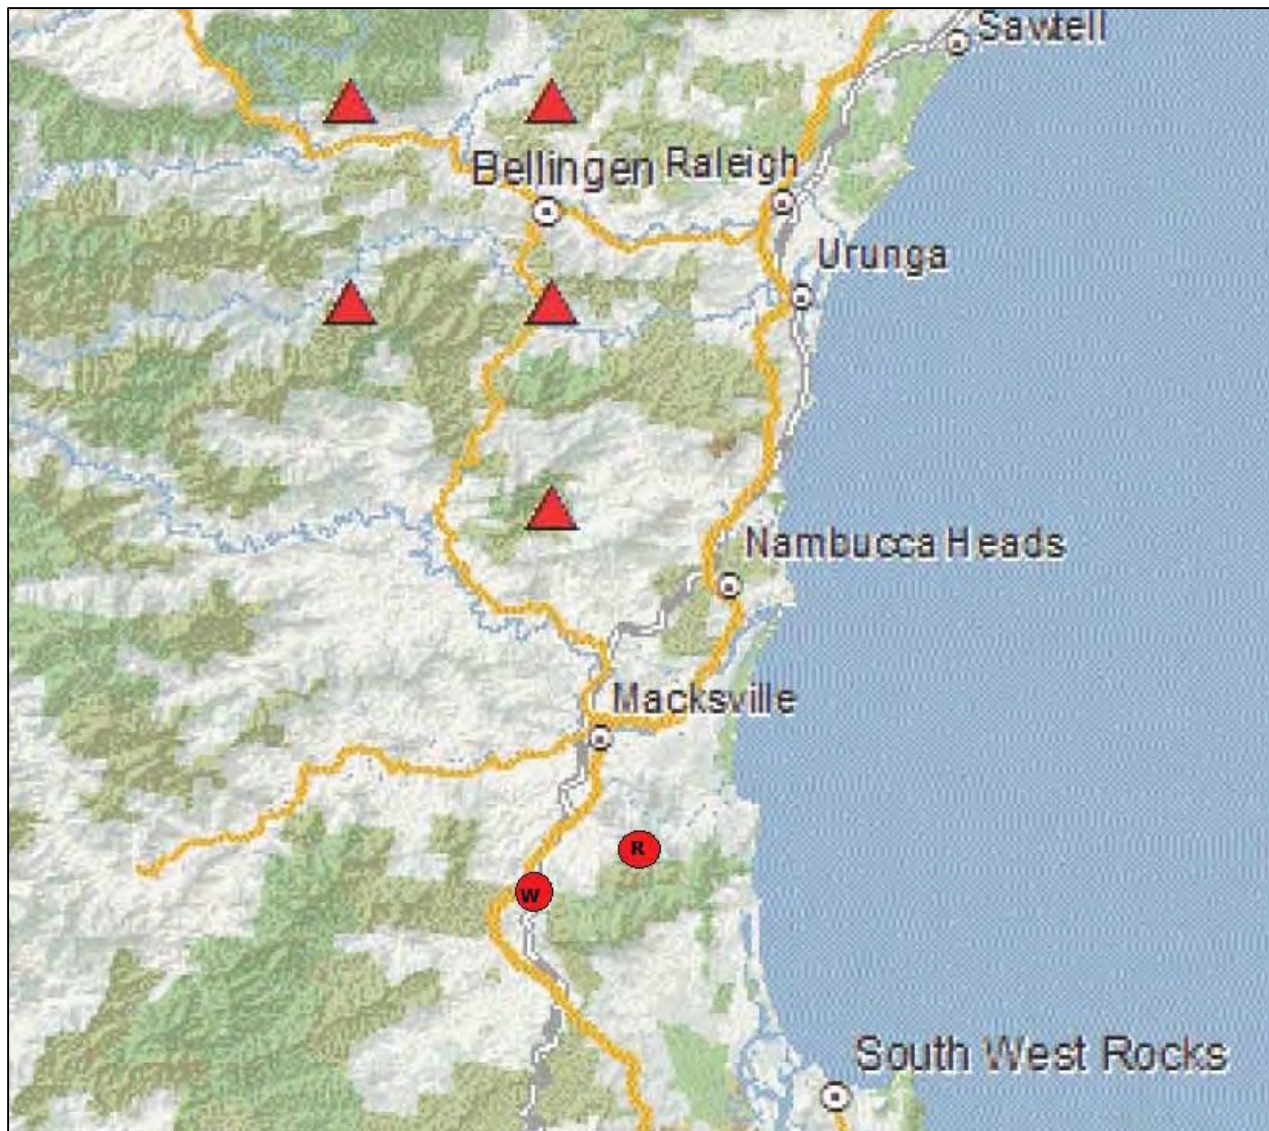 Sawtell
Bellingen
Raleigh
Urunga
Nambucca Heads
Macksville
R
W
South West Rocks